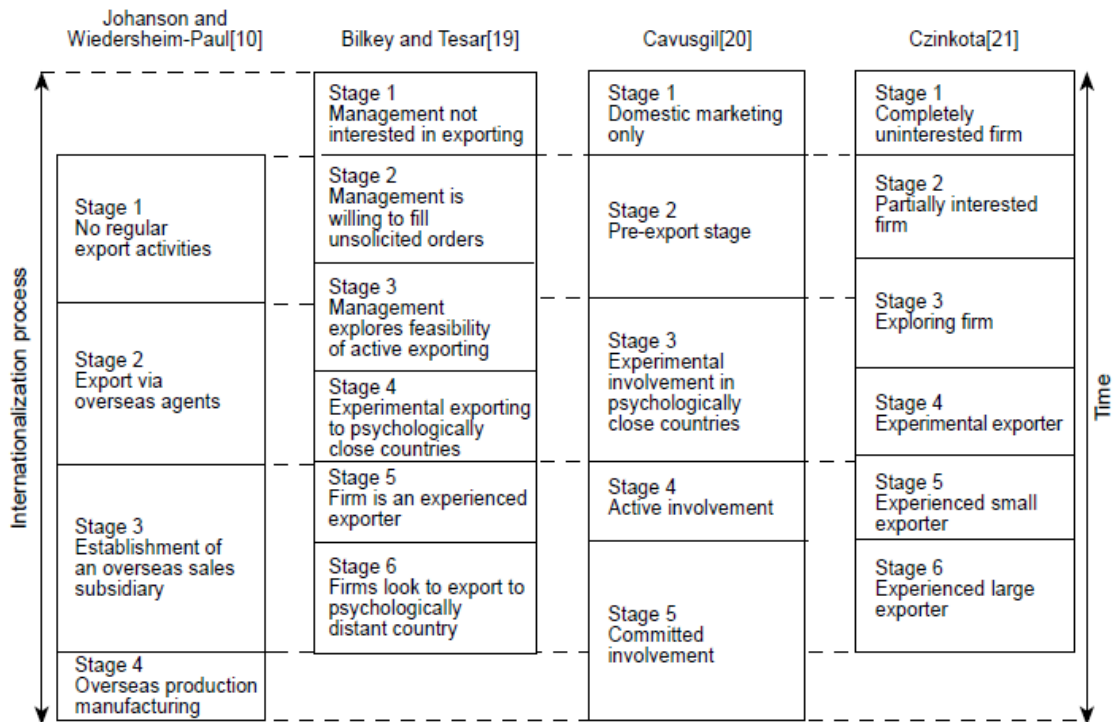 Johanson and
Wiedersheim-Paul[10]
Bilkey and Tesar[19]
Cavusgil[20]
Czinkota[21]
Internationalization process
Stage 1
No regular
export activities
Stage 2
Export via
overseas agents
Stage 3
Establishment of
an overseas sales
subsidiary
Stage 4
Overseas production
manufacturing
Stage 1
Management not
interested in exporting
Stage 2
Management is
willing to fill
unsolicited orders
Stage 3
Management
explores feasibility
of active exporting
Stage 4
Experimental exporting
to psychologically
close countries
Stage 5
Firm is an experienced
exporter
Stage 6
Firms look to export to
psychologically
distant country
Stage 1
Domestic marketing
only
Stage 2
Pre-export stage
Stage 3
Experimental
involvement in
psychologically
close countries
Stage 4
Active involvement
Stage 5
Committed
involvement
Stage 1
Completely
uninterested firm
Stage 2
Partially interested
firm
Stage 3
Exploring firm
Stage 4
Experimental exporter
Stage 5
Experienced small
exporter
Stage 6
Experienced large
exporter
Time